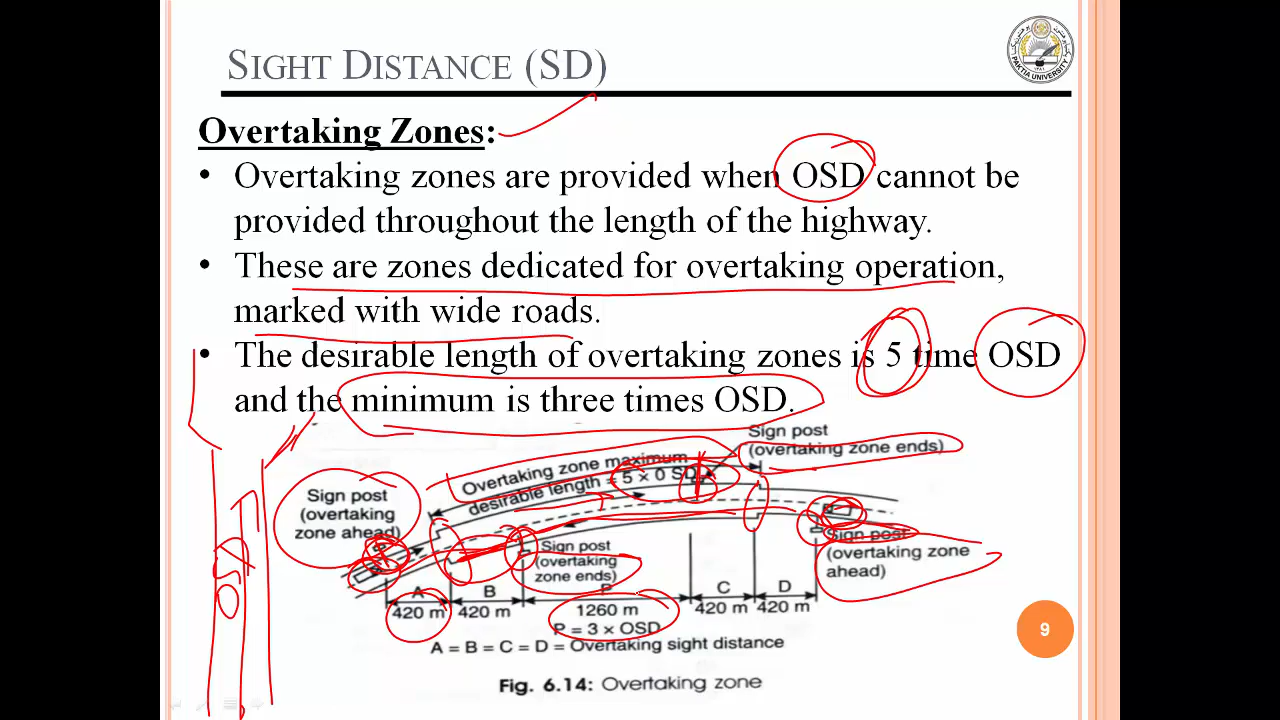 SIGHT DISTANCE (SD)
PAKTIA UNIVERSITY
Overtaking Zones:
• Overtaking zones are provided when OSD cannot be
provided throughout the length of the highway.
• These are zones dedicated for overtaking operation,
marked with wide roads.
• The desirable length of overtaking zones is 5 time OSD
and the minimum is three times OSD.
Sign post
(overtaking zone ends)
Overtaking zone maximum
desirable length = 5 × 0 SD
Sign post
(overtaking
zone ahead)
Sign post
(overtaking
zone ends)
Sign post
(overtaking zone
ahead)
A B P C D
420 m 420 m 1260 m 420 m 420 m
P = 3 × OSD
A = B = C = D = Overtaking sight distance
Fig. 6.14: Overtaking zone
OSD
9